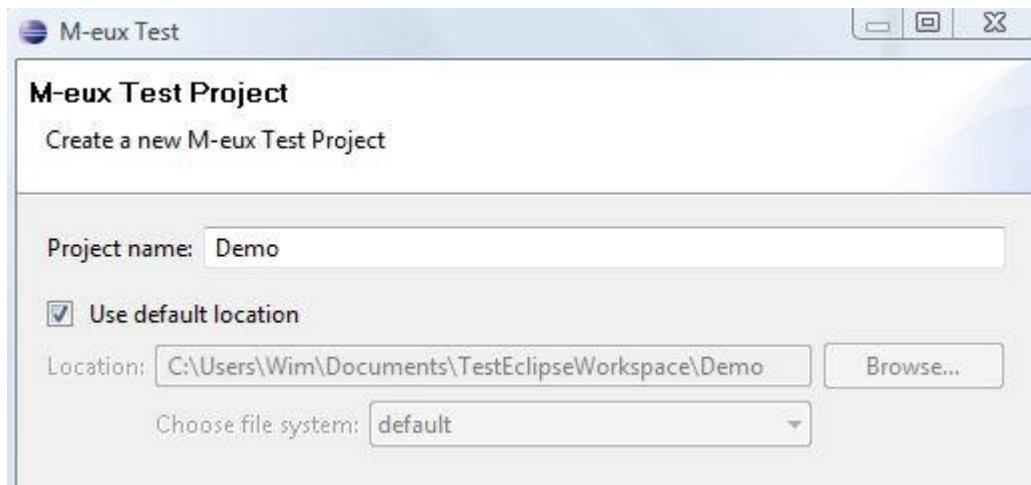 M-eux Test
M-eux Test Project
Create a new M-eux Test Project
Project name: Demo
Use default location
Location: C:\Users\Wim\Documents\TestEclipseWorkspace\Demo Browse...
Choose file system: default